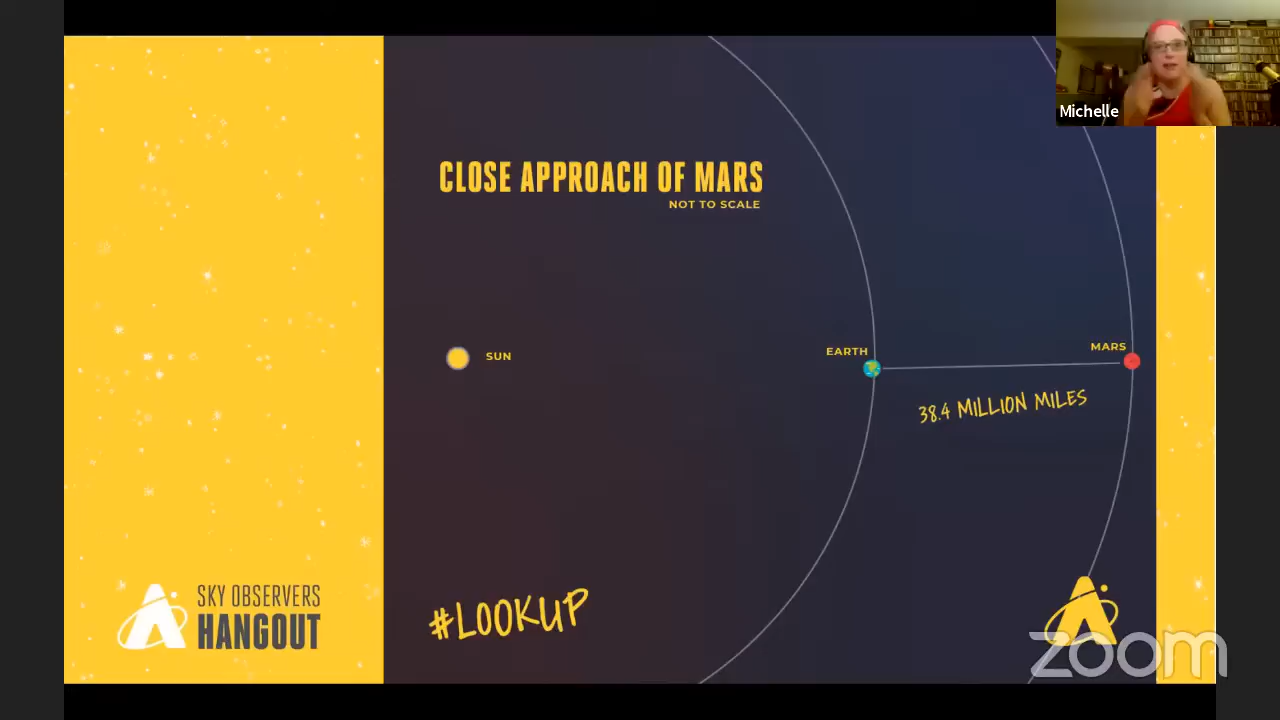 Michelle
CLOSE APPROACH OF MARS
NOT TO SCALE
SUN
EARTH
MARS
38.4 MILLION MILES
#LOOKUP
SKY OBSERVERS
HANGOUT
zoom